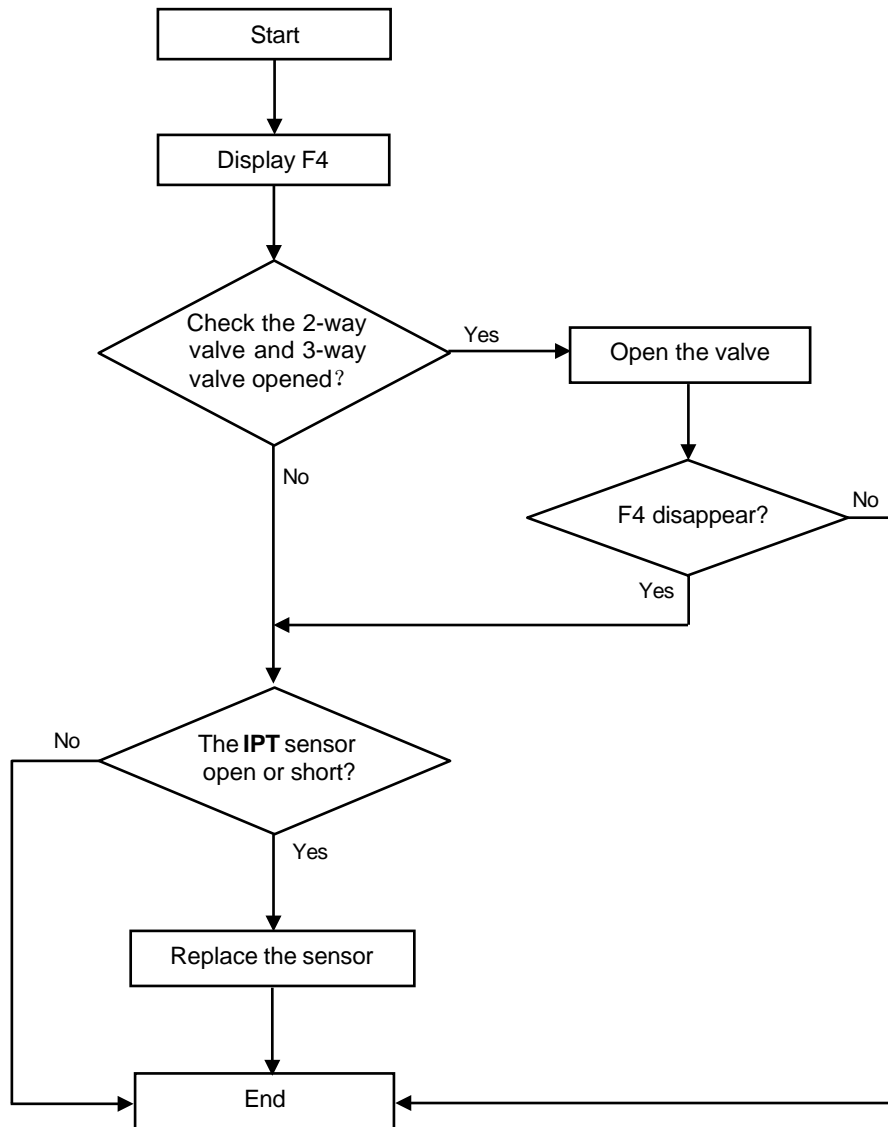 Start
Display F4
Check the 2-way
valve and 3-way
valve opened？
Yes
Open the valve
No
F4 disappear?
No
Yes
No
The IPT sensor
open or short?
Yes
Replace the sensor
End